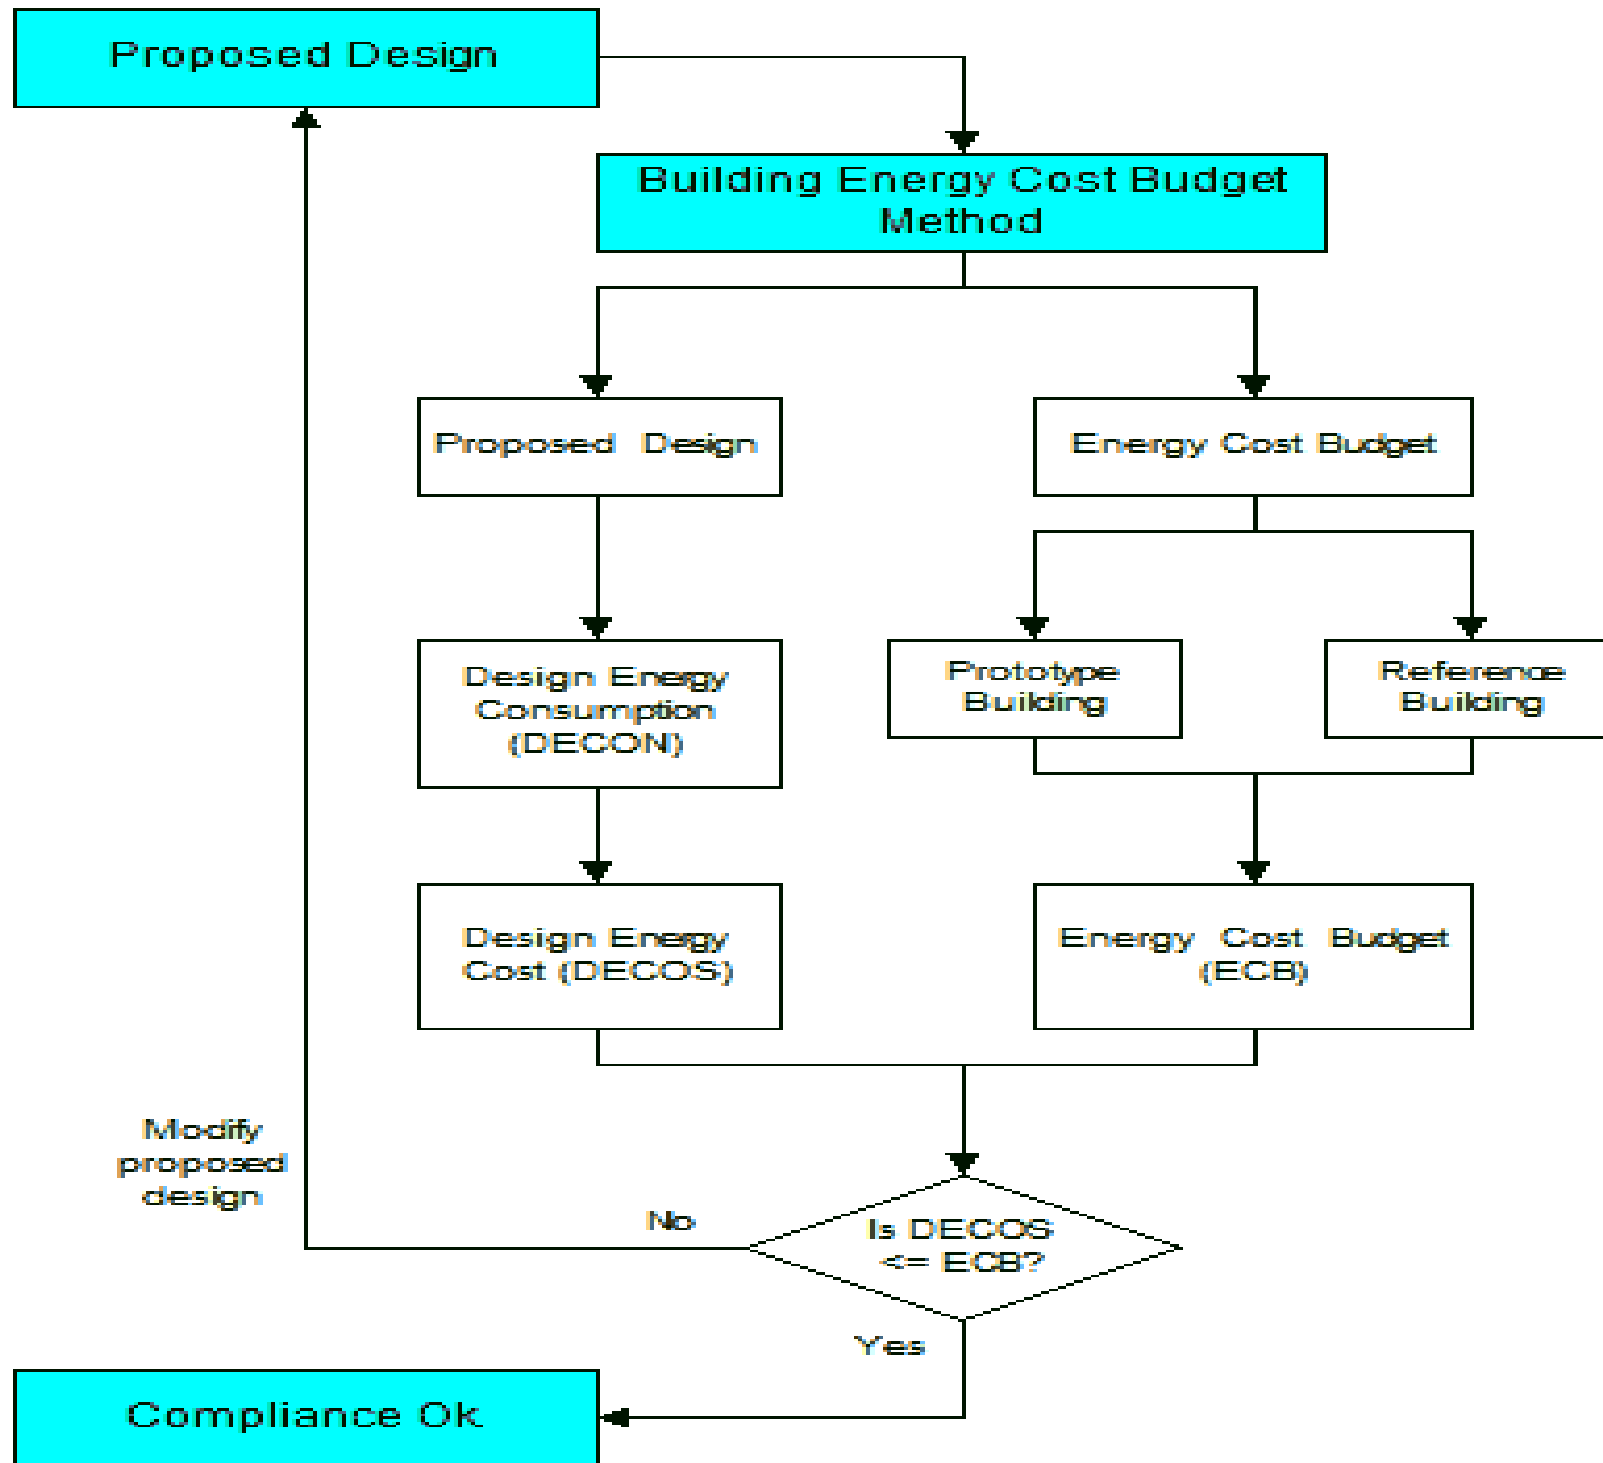 Proposed Design
Building Energy Cost Budget
Method
Proposed Design
Energy Cost Budget
Design Energy
Consumption
(DECON)
Prototype
Building
Reference
Building
Design Energy
Cost (DECOS)
Energy Cost Budget
(ECB)
Modify
proposed
design
No
Is DECOS
<= ECB?
Yes
Compliance Ok